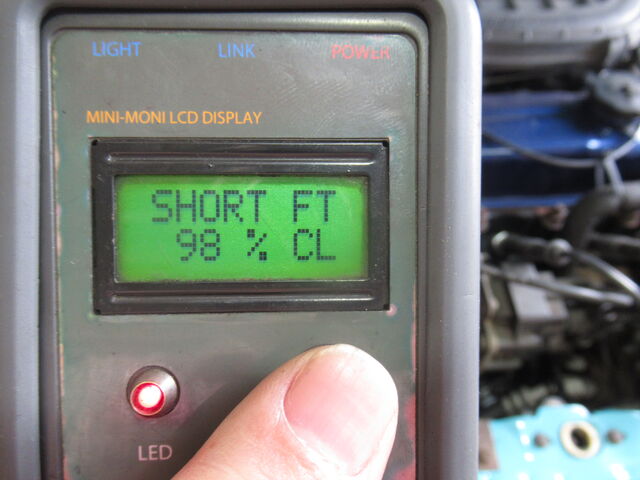 LIGHT LINK POWER
MINI-MONI LCD DISPLAY
SHORT FT
98 % CL
LED